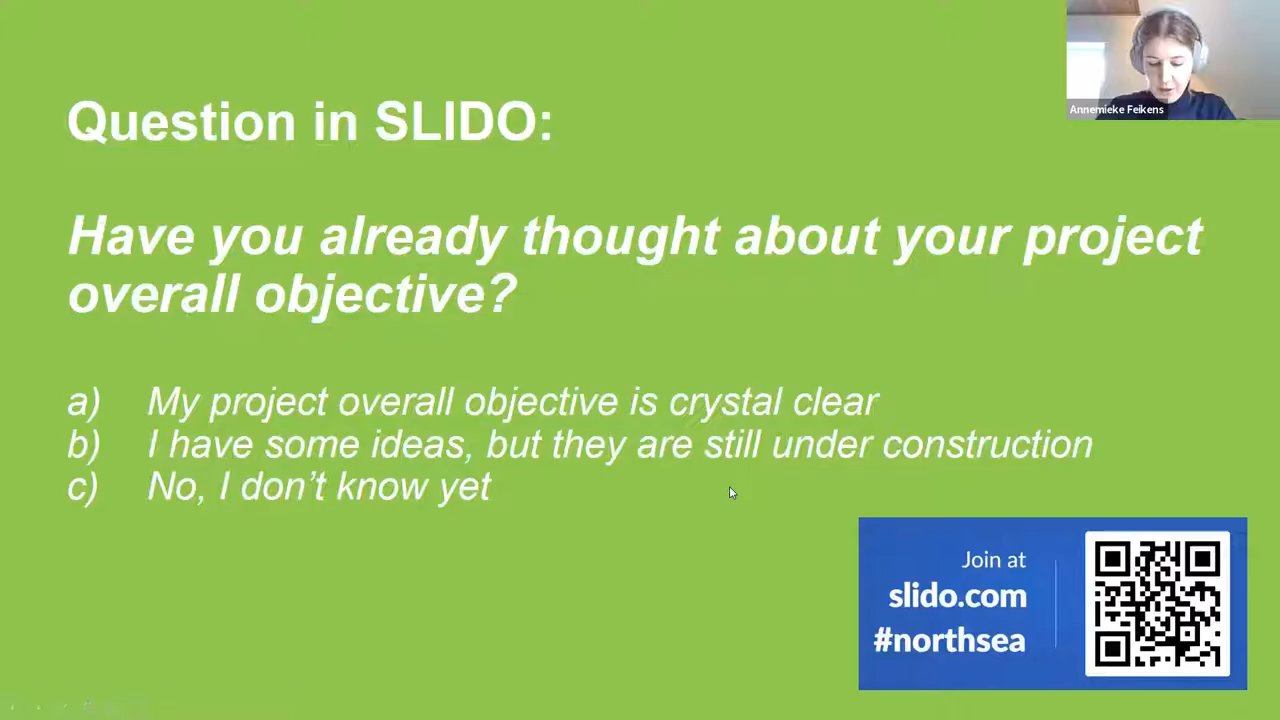 Annemieke Feikens
Question in SLIDO:
Have you already thought about your project
overall objective?
a) My project overall objective is crystal clear
b) I have some ideas, but they are still under construction
c) No, I don’t know yet
Join at
slido.com
#northsea